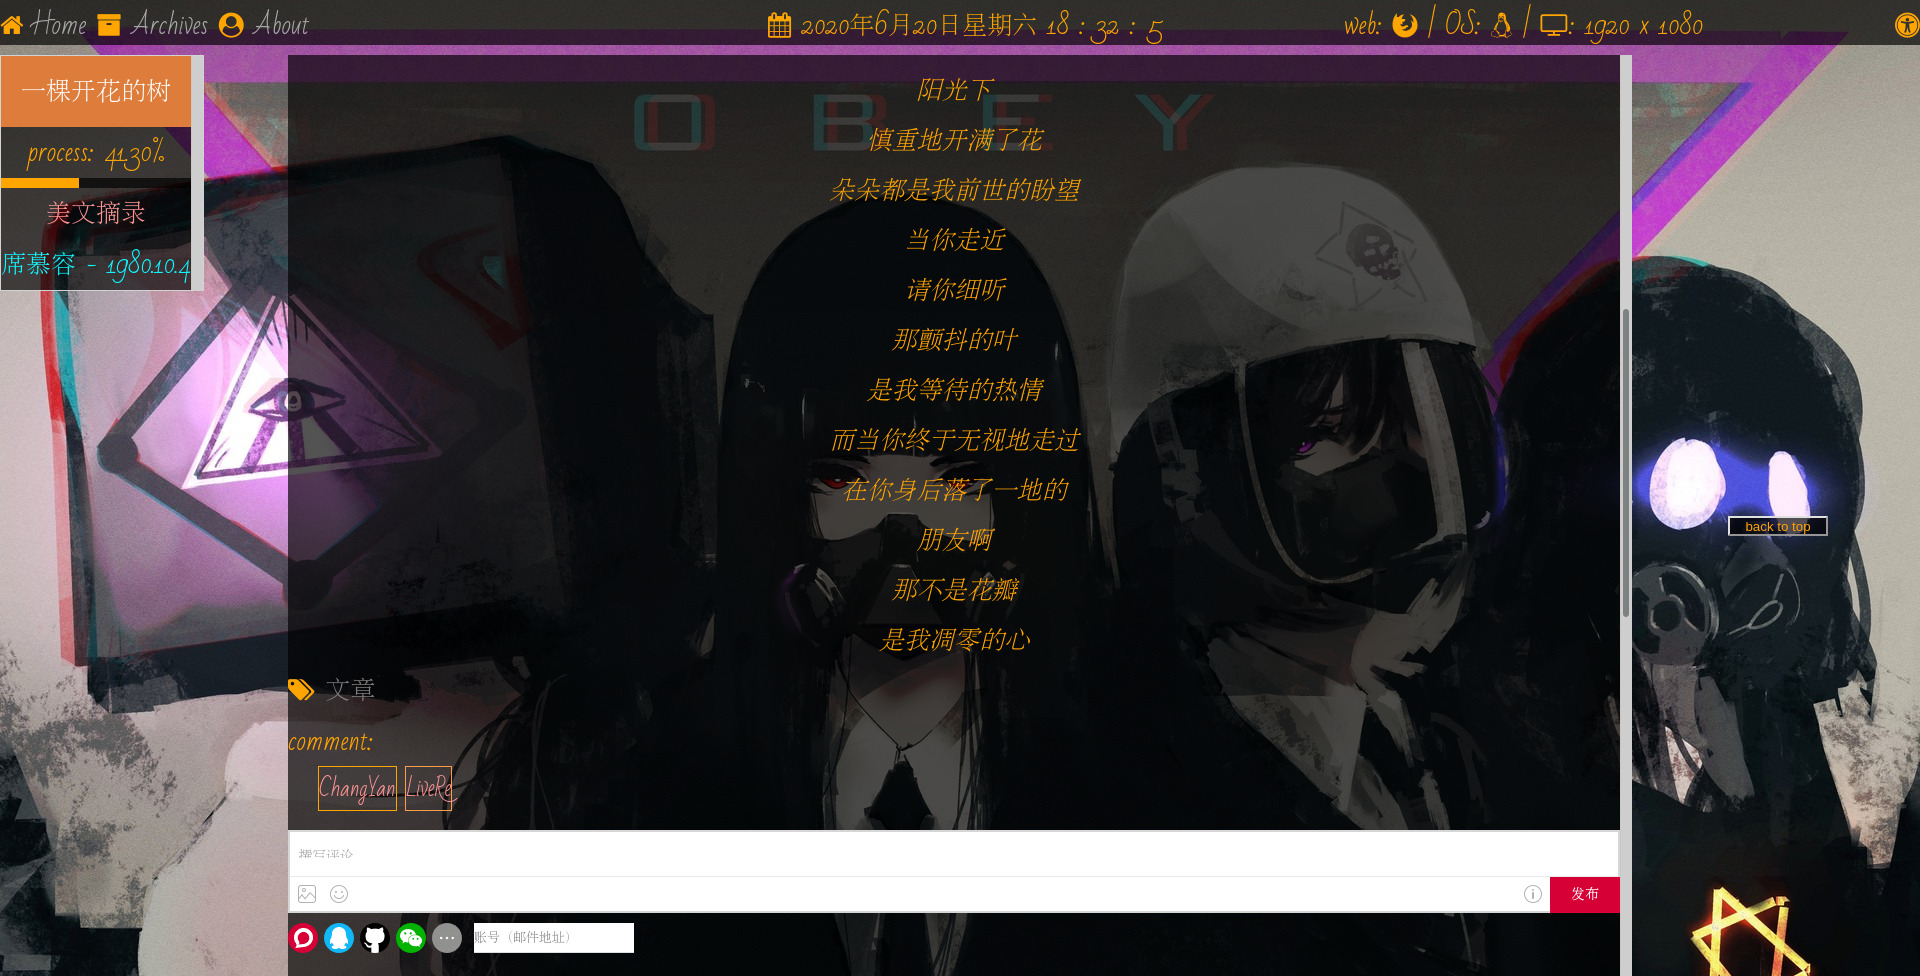 Home Archives About 2020年6月20日星期六 18 : 32 : 5 web: | OS: | : 1920 x 1080
一棵开花的树
process: 41.30%
美文摘录
席慕容 - 1980.10.4
OBEY
阳光下
慎重地开满了花
朵朵都是我前世的盼望
当你走近
请你细听
那颤抖的叶
是我等待的热情
而当你终于无视地走过
在你身后落了一地的
朋友啊
那不是花瓣
是我凋零的心
back to top
文章
comment:
ChangYan LiveRe
撰写评论
发布
账号（邮件地址）